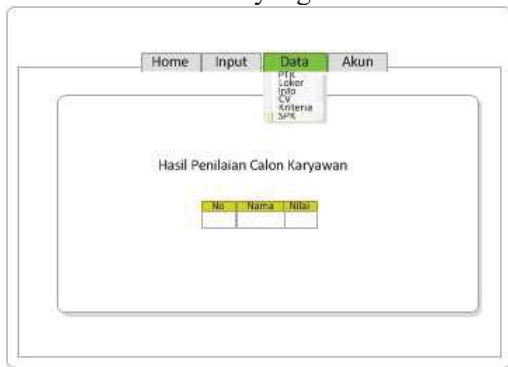 Home Input Data Akun
PTK
Loker
Info
CV
Kriteria
SPK
Hasil Penilaian Calon Karyawan
No Nama Nilai